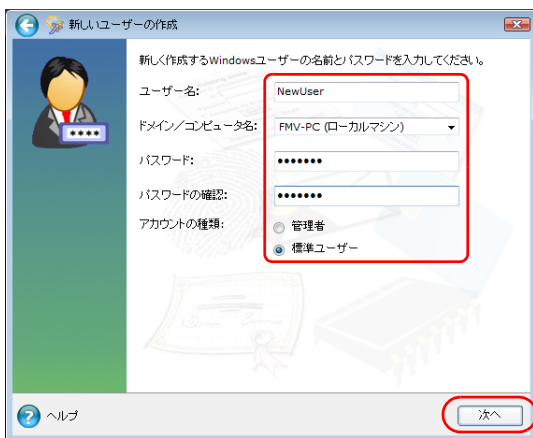 新しいユーザーの作成
新しく作成するWindowsユーザーの名前とパスワードを入力してください。
ユーザー名: NewUser
ドメイン/コンピュータ名: FMV-PC (ローカルマシン)
パスワード: •••••••
パスワードの確認: •••••••
アカウントの種類: 管理者
標準ユーザー
ヘルプ 次へ